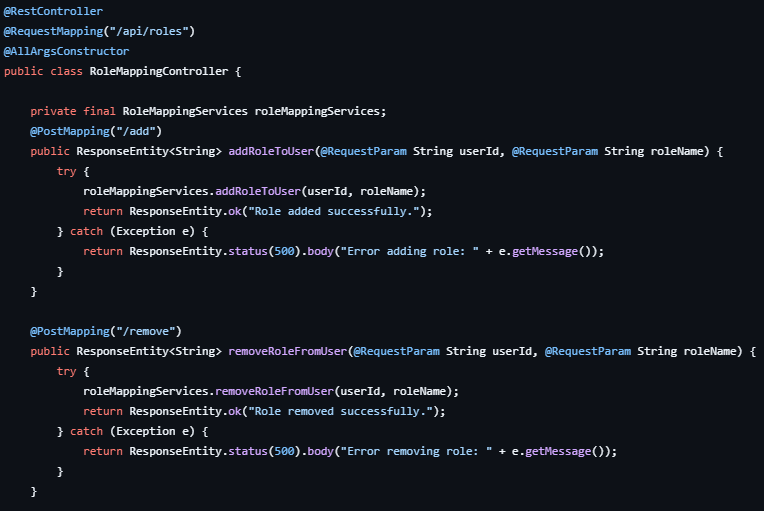 @RestController
@RequestMapping("/api/roles")
@AllArgsConstructor
public class RoleMappingController {
private final RoleMappingServices roleMappingServices;
@PostMapping("/add")
public ResponseEntity<String> addRoleToUser(@RequestParam String userId, @RequestParam String roleName) {
try {
roleMappingServices.addRoleToUser(userId, roleName);
return ResponseEntity.ok("Role added successfully.");
} catch (Exception e) {
return ResponseEntity.status(500).body("Error adding role: " + e.getMessage());
}
}
@PostMapping("/remove")
public ResponseEntity<String> removeRoleFromUser(@RequestParam String userId, @RequestParam String roleName) {
try {
roleMappingServices.removeRoleFromUser(userId, roleName);
return ResponseEntity.ok("Role removed successfully.");
} catch (Exception e) {
return ResponseEntity.status(500).body("Error removing role: " + e.getMessage());
}
}